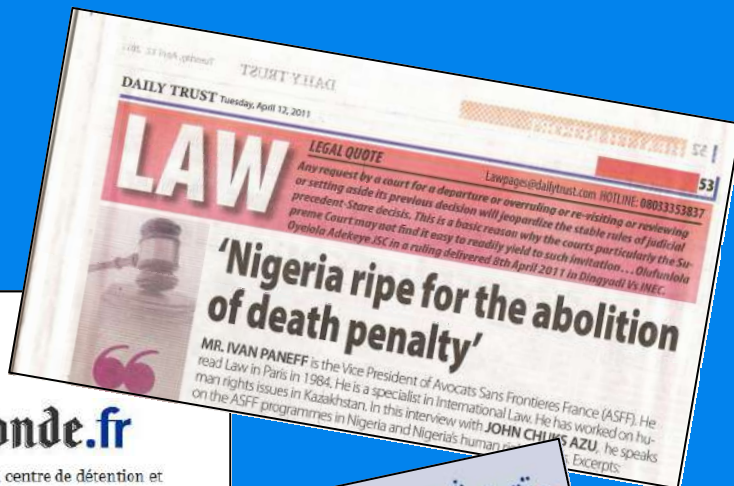 DAILY TRUST Tuesday, April 12, 2011
53
LAW
LEGAL QUOTE
Lawpages@dailytrust.com HOTLINE: 08033353837
Any request by a court for a departure or overruling or re-visiting or reviewing
or setting aside its previous decision will jeopardize the stable rules of judicial
precedent-Stare decisis. This is a basic reason why the courts particularly the Su-
preme Court may not find it easy to readily yield to such invitation... Olufunlola
Oyelola Adekeye JSC in a ruling delivered 8th April 2011 in Dingyadi Vs INEC.
'Nigeria ripe for the abolition
of death penalty'
MR. IVAN PANEFF is the Vice President of Avocats Sans Frontieres France (ASFF). He
read Law in Paris in 1984. He is a specialist in International Law. He has worked on hu-
man rights issues in Kazakhstan. In this interview with JOHN CHUKS AZU, he speaks
on the ASFF programmes in Nigeria and Nigeria's human Excerpts:
onde.fr
centre de détention et